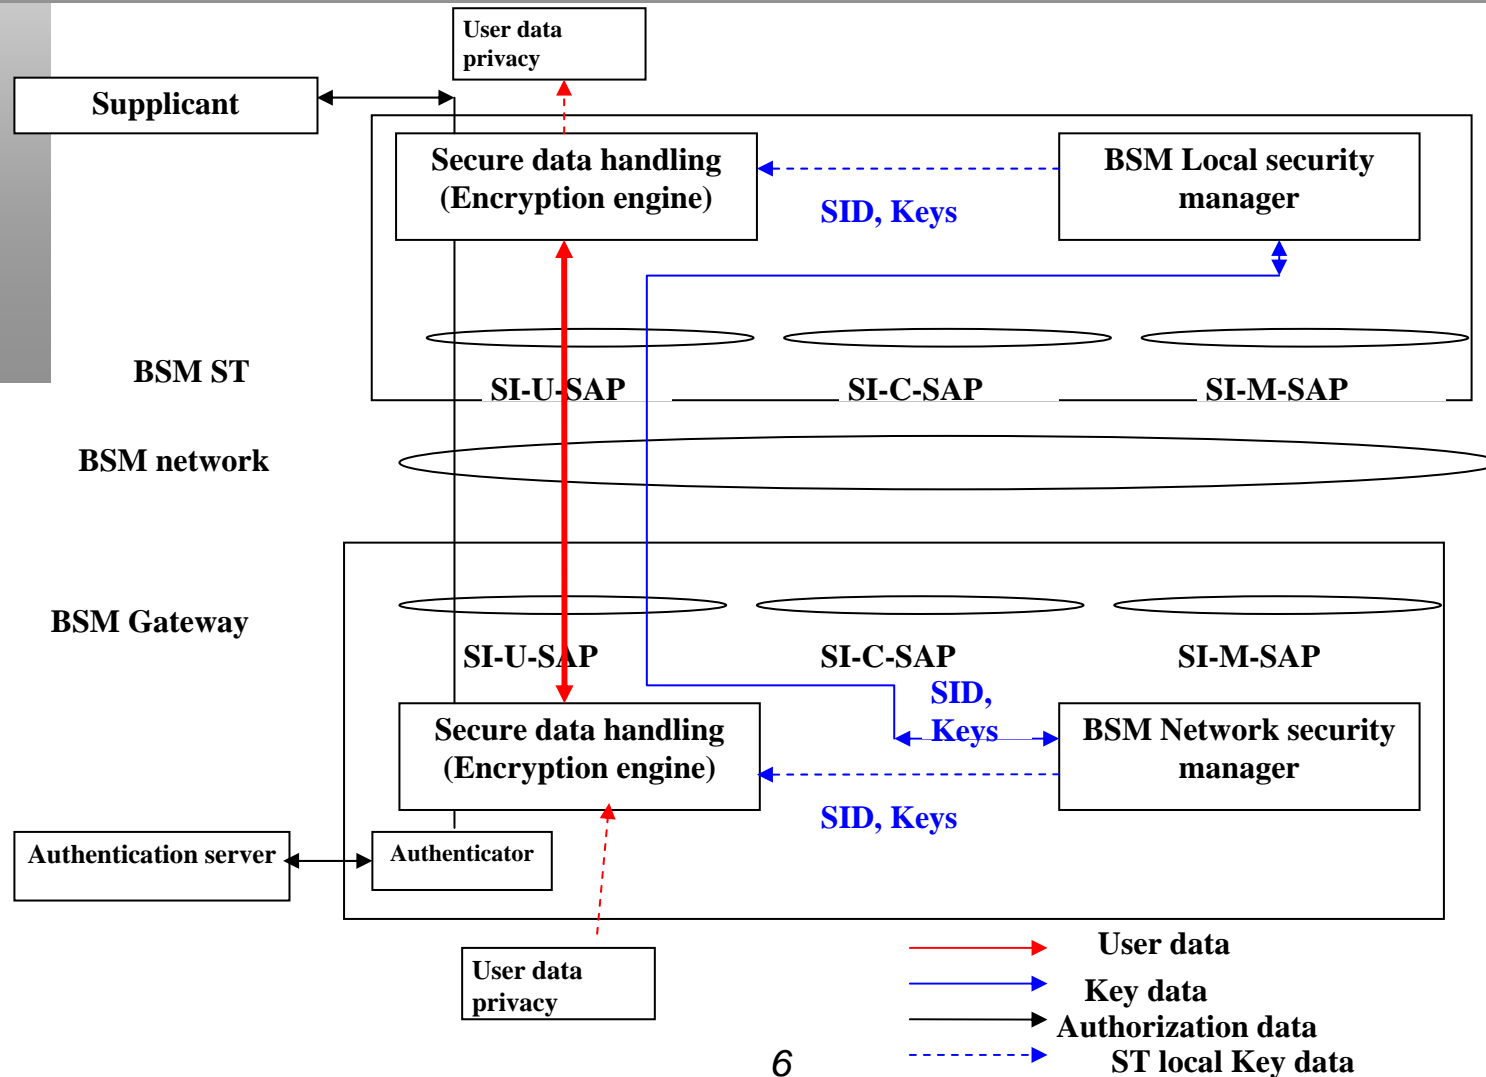 User data
privacy
Supplicant
Secure data handling
(Encryption engine)
BSM Local security
manager
SID, Keys
BSM ST
SI-U-SAP
SI-C-SAP
SI-M-SAP
BSM network
BSM Gateway
SI-U-SAP
SI-C-SAP
SI-M-SAP
SID,
Keys
Secure data handling
(Encryption engine)
BSM Network security
manager
SID, Keys
Authentication server
Authenticator
User data
privacy
User data
Key data
Authorization data
ST local Key data
6